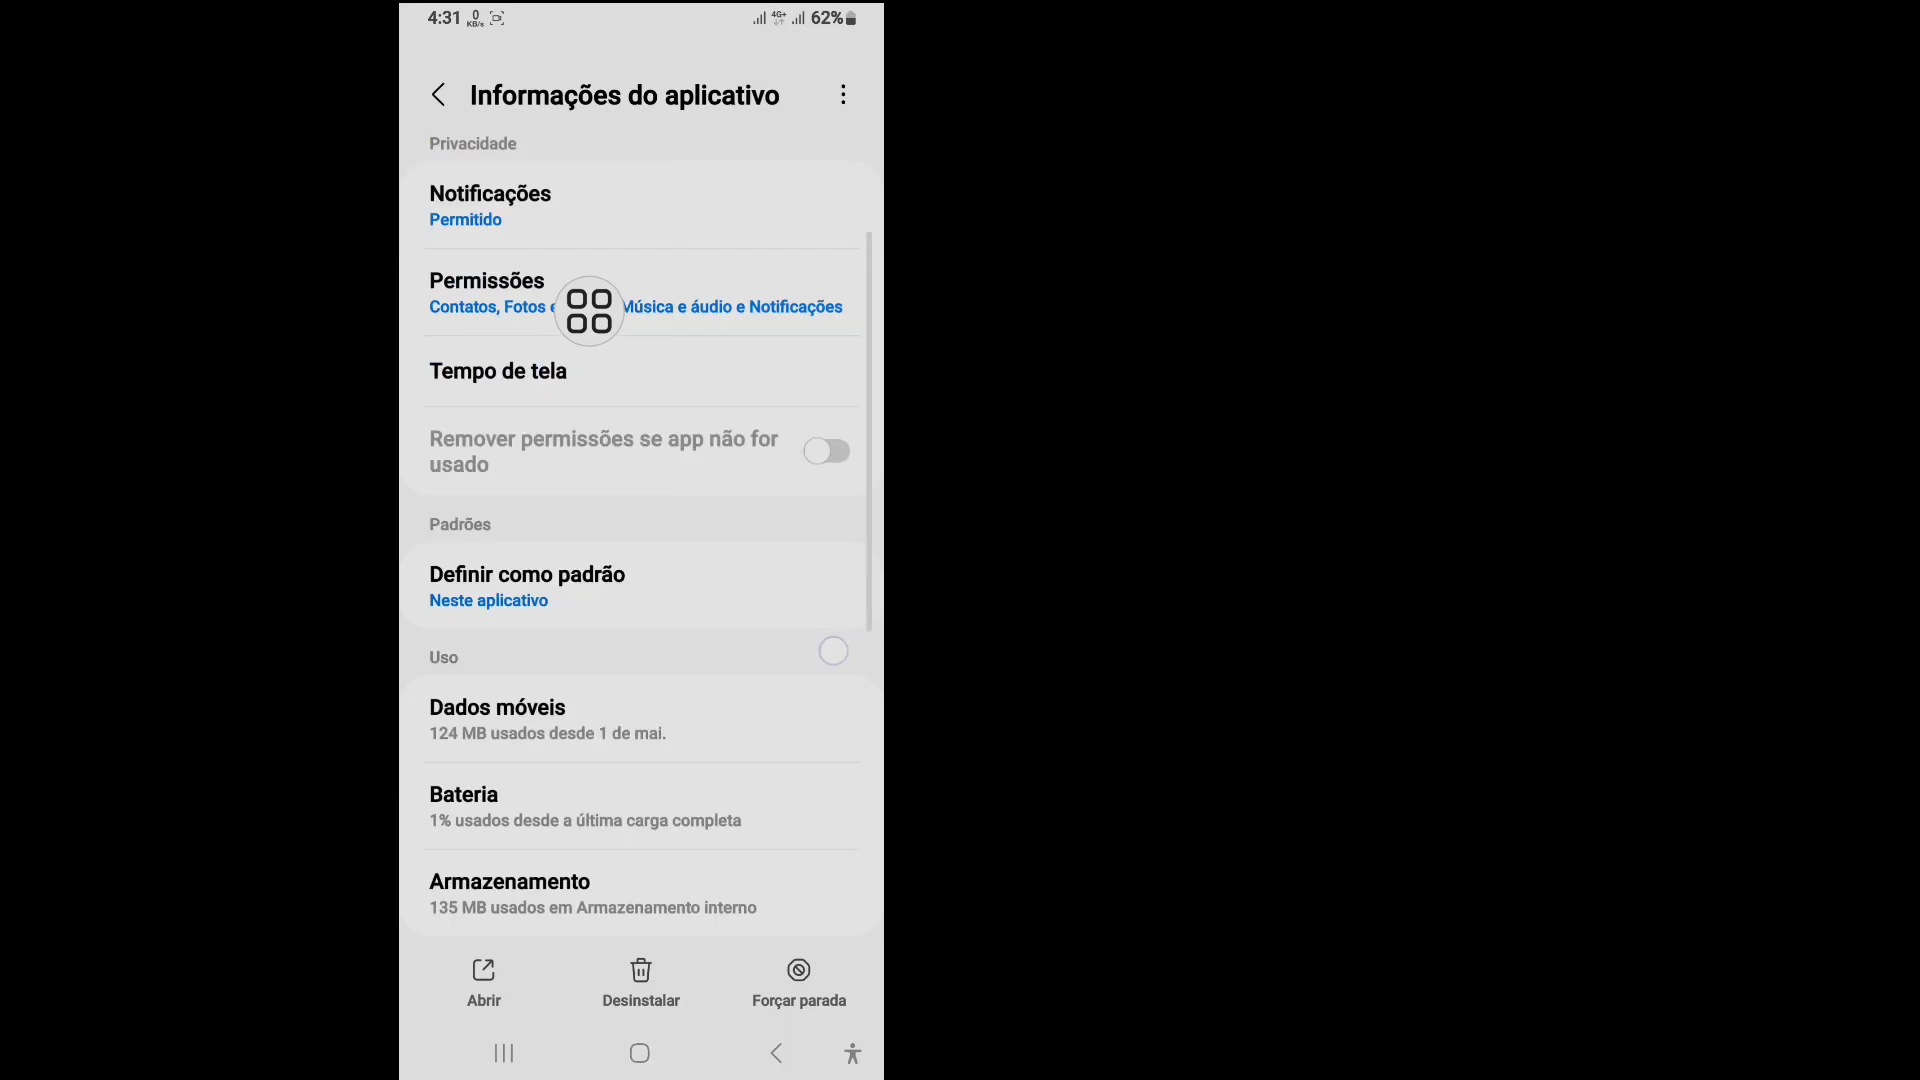 4:31 0 KB/s 4G+ 62%
Informações do aplicativo
Privacidade
Notificações
Permitido
Permissões
Contatos, Fotos e Música e áudio e Notificações
Tempo de tela
Remover permissões se app não for
usado
Padrões
Definir como padrão
Neste aplicativo
Uso
Dados móveis
124 MB usados desde 1 de mai.
Bateria
1% usados desde a última carga completa
Armazenamento
135 MB usados em Armazenamento interno
Abrir Desinstalar Forçar parada